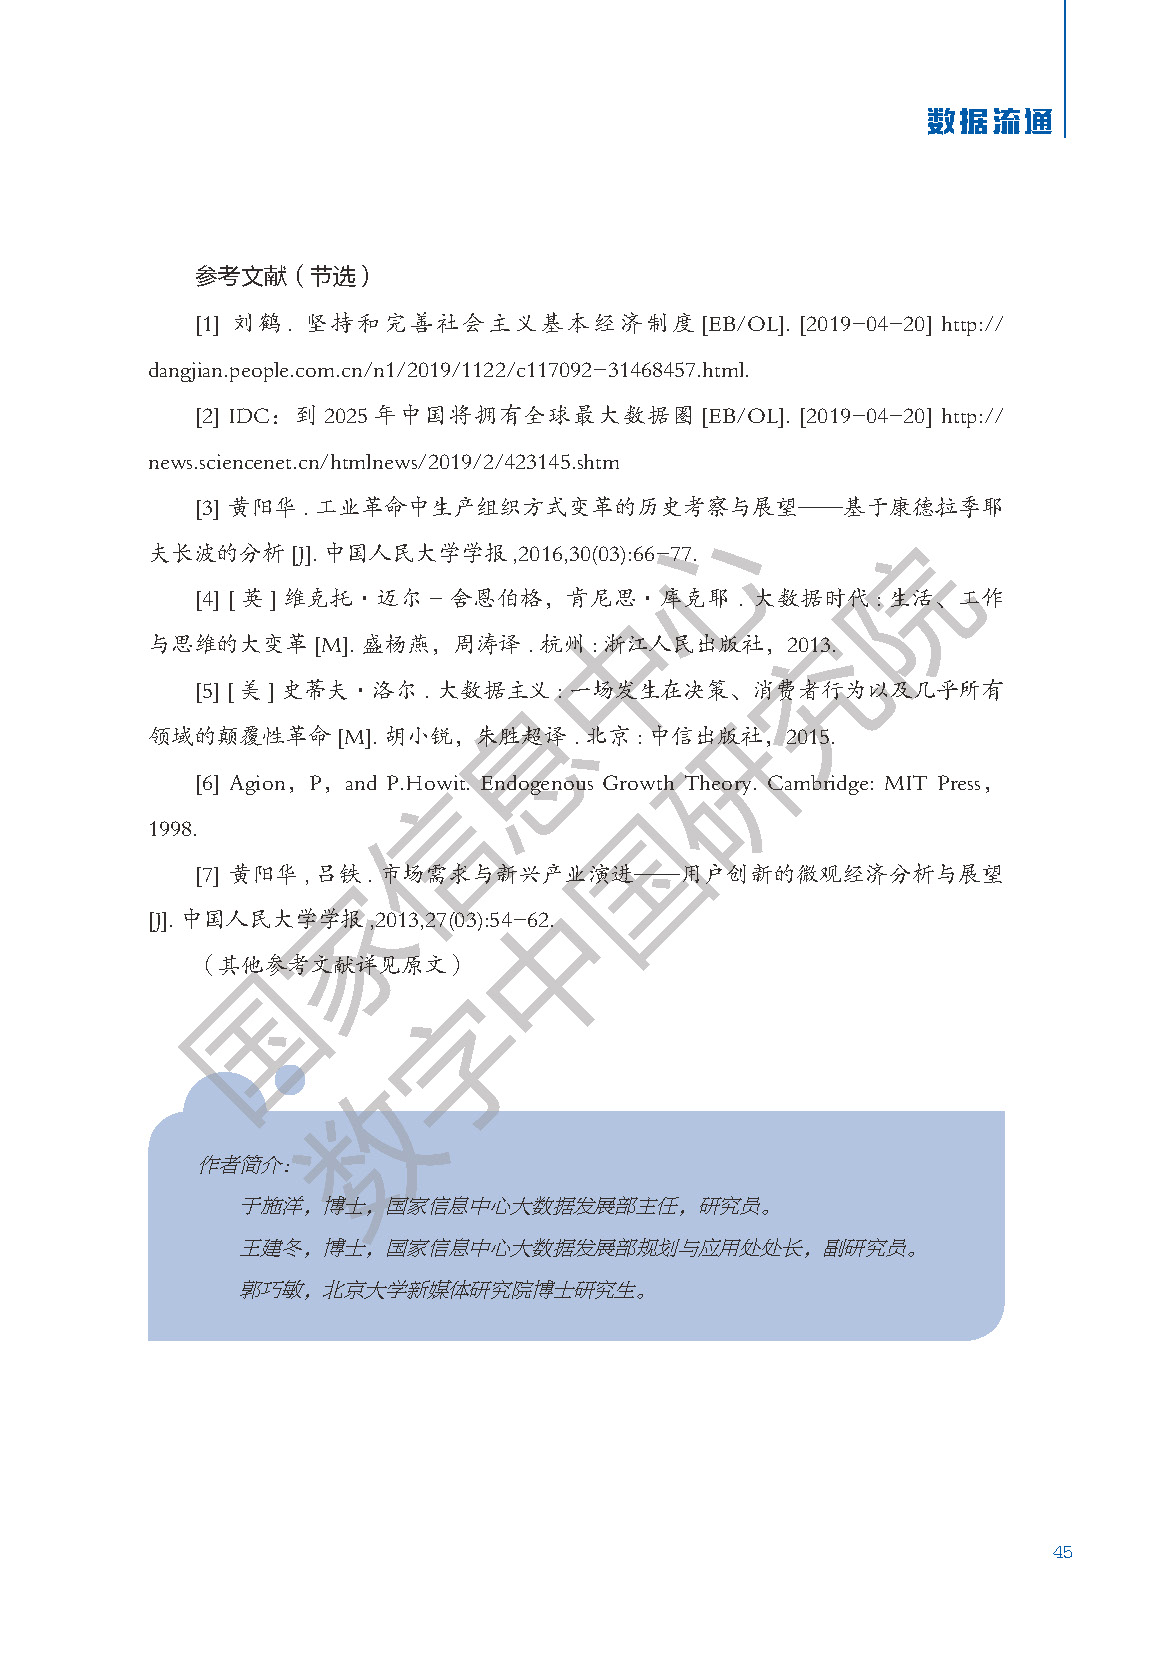 数据流通
参考文献（节选）
[1] 刘鹤 . 坚持和完善社会主义基本经济制度 [EB/OL]. [2019-04-20] http://
dangjian.people.com.cn/n1/2019/1122/c117092-31468457.html.
[2] IDC：到 2025 年中国将拥有全球最大数据圈 [EB/OL]. [2019-04-20] http://
news.sciencenet.cn/htmlnews/2019/2/423145.shtm
[3] 黄阳华 . 工业革命中生产组织方式变革的历史考察与展望——基于康德拉季耶
夫长波的分析 [J]. 中国人民大学学报 ,2016,30(03):66-77.
[4] [ 英 ] 维克托·迈尔 - 舍恩伯格，肯尼思·库克耶 . 大数据时代 : 生活、工作
与思维的大变革 [M]. 盛杨燕，周涛译 . 杭州 : 浙江人民出版社，2013.
[5] [ 美 ] 史蒂夫·洛尔 . 大数据主义 : 一场发生在决策、消费者行为以及几乎所有
领域的颠覆性革命 [M]. 胡小锐，朱胜超译 . 北京 : 中信出版社，2015.
[6] Agion，P，and P.Howit. Endogenous Growth Theory. Cambridge: MIT Press，
1998.
[7] 黄阳华 , 吕铁 . 市场需求与新兴产业演进——用户创新的微观经济分析与展望
[J]. 中国人民大学学报 ,2013,27(03):54-62.
（其他参考文献详见原文）
国家信息中心
数字中国研究院
作者简介：
于施洋，博士，国家信息中心大数据发展部主任，研究员。
王建冬，博士，国家信息中心大数据发展部规划与应用处处长，副研究员。
郭巧敏，北京大学新媒体研究院博士研究生。
45